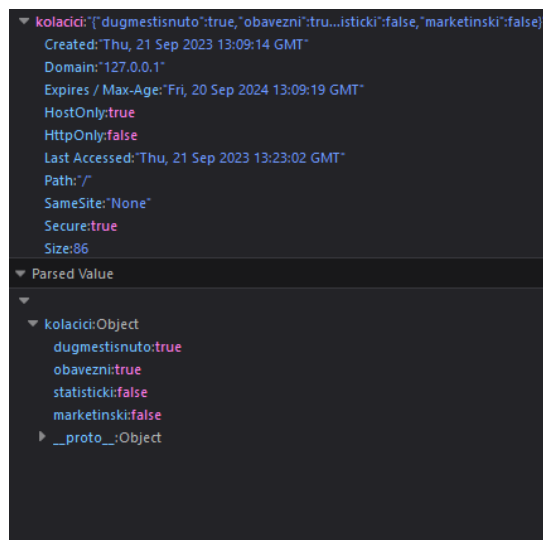 kolacici:"{"dugmestisnuto":true,"obavezni":tru...isticki":false,"marketinski":false}
Created:"Thu, 21 Sep 2023 13:09:14 GMT"
Domain:"127.0.0.1"
Expires / Max-Age:"Fri, 20 Sep 2024 13:09:19 GMT"
HostOnly:true
HttpOnly:false
Last Accessed:"Thu, 21 Sep 2023 13:23:02 GMT"
Path:"/"
SameSite:"None"
Secure:true
Size:86
Parsed Value
kolacici:Object
dugmestisnuto:true
obavezni:true
statisticki:false
marketinski:false
__proto__:Object